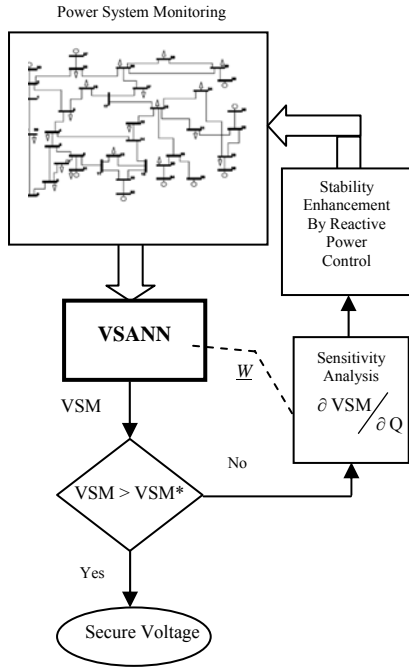 Power System Monitoring
Stability
Enhancement
By Reactive
Power
Control
VSANN
Sensitivity
Analysis
∂ VSM
∕∂ Q
W
VSM
VSM > VSM*
No
Yes
Secure Voltage